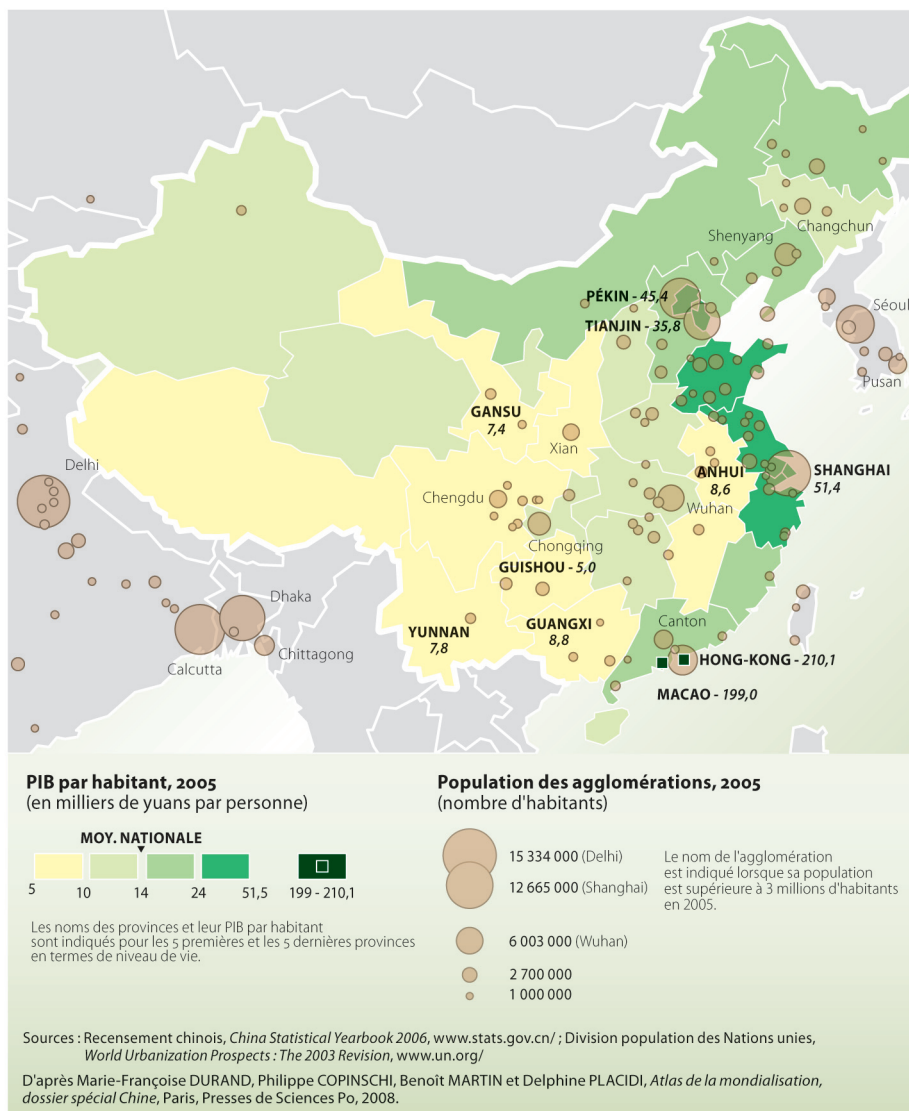 Shenyang
Changchun
PÉKIN - 45,4
TIANJIN - 35,8
Séoul
Pusan
GANSU
7,4
Xian
Delhi
Chengdu
ANHUI
8,6
SHANGHAI
51,4
Wuhan
Chongqing
GUISHOU - 5,0
Dhaka
YUNNAN
7,8
GUANGXI
8,8
Canton
Chittagong
Calcutta
HONG-KONG - 210,1
MACAO - 199,0
PIB par habitant, 2005
(en milliers de yuans par personne)
MOY. NATIONALE
5 10 14 24 51,5 199 - 210,1
Les noms des provinces et leur PIB par habitant
sont indiqués pour les 5 premières et les 5 dernières provinces
en termes de niveau de vie.
Population des agglomérations, 2005
(nombre d'habitants)
15 334 000 (Delhi)
12 665 000 (Shanghai)
6 003 000 (Wuhan)
2 700 000
1 000 000
Le nom de l'agglomération
est indiqué lorsque sa population
est supérieure à 3 millions d'habitants
en 2005.
Sources : Recensement chinois, China Statistical Yearbook 2006, www.stats.gov.cn/ ; Division population des Nations unies,
World Urbanization Prospects : The 2003 Revision, www.un.org/
D'après Marie-Françoise DURAND, Philippe COPINSCHI, Benoît MARTIN et Delphine PLACIDI, Atlas de la mondialisation,
dossier spécial Chine, Paris, Presses de Sciences Po, 2008.